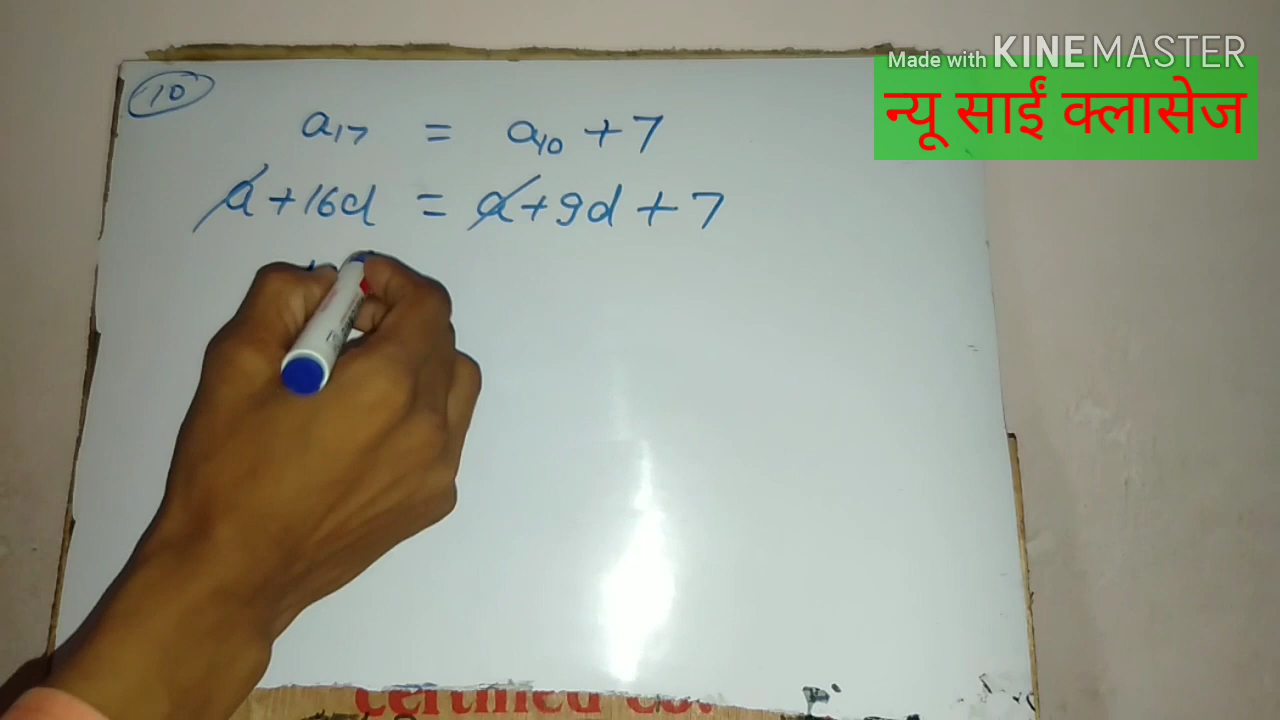 Made with KINEMASTER
न्यू साईं क्लासेज
10
a17 = a10 + 7
a + 16d = a + 9d + 7